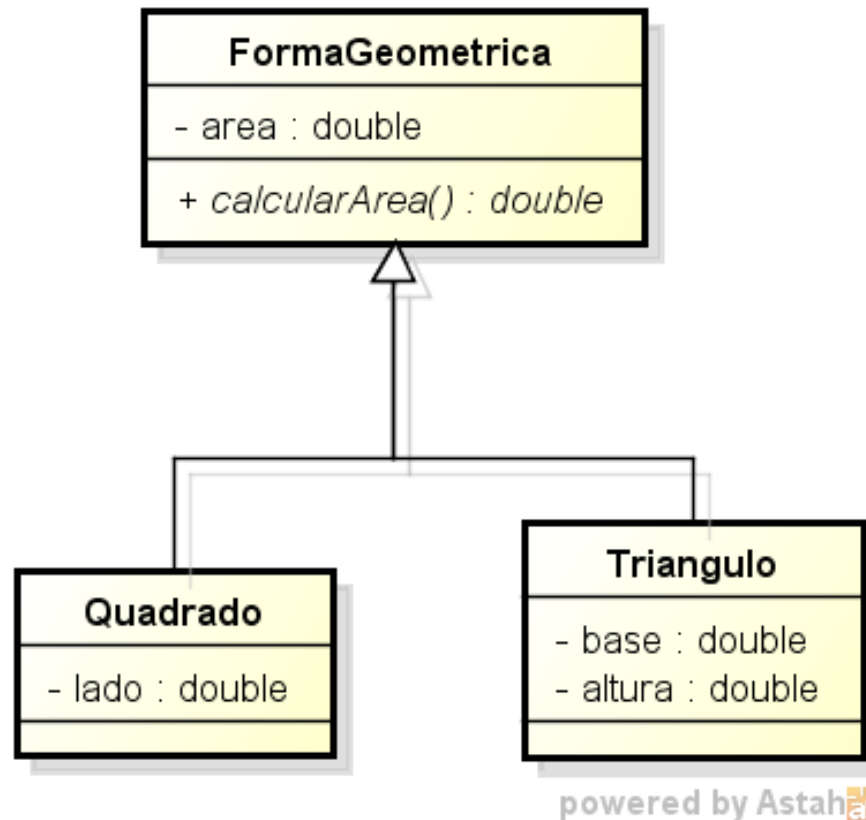 FormaGeometrica
- area : double
+ calcularArea() : double
Quadrado
- lado : double
Triangulo
- base : double
- altura : double
powered by Astah